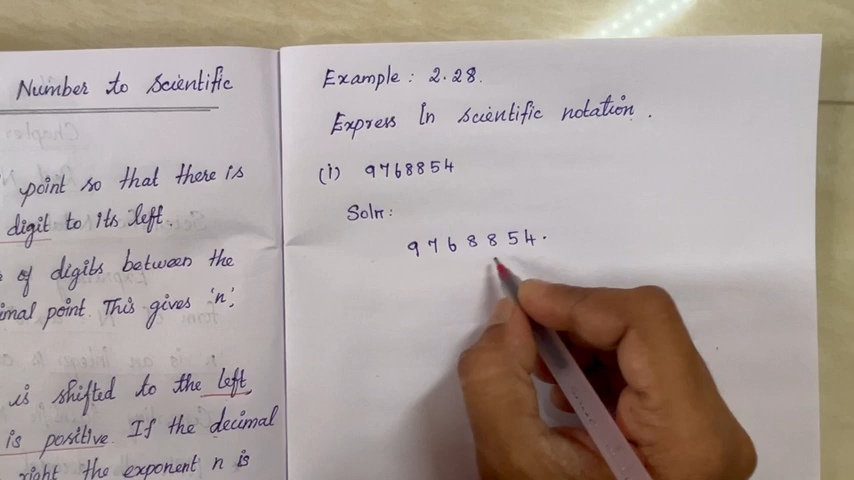 Number to Scientific
point so that there is
digit to its left.
of digits between the
point. This gives 'n'.
is shifted to the left
is positive. If the decimal
right the exponent n is
Example: 2.28.
Express In scientific notation.
(i) 9768854
Soln:
9768854.